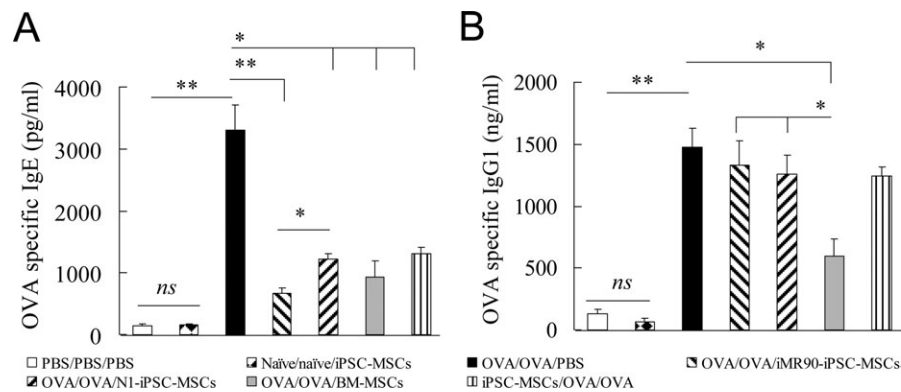 A
B
*
**
**
*
ns
4000
3000
2000
1000
0
OVA specific IgE (pg/ml)
*
**
*
ns
2000
1500
1000
500
0
OVA specific IgG1 (ng/ml)
PBS/PBS/PBS
Naïve/naïve/iPSC-MSCs
OVA/OVA/PBS
OVA/OVA/iMR90-iPSC-MSCs
OVA/OVA/N1-iPSC-MSCs
OVA/OVA/BM-MSCs
iPSC-MSCs/OVA/OVA